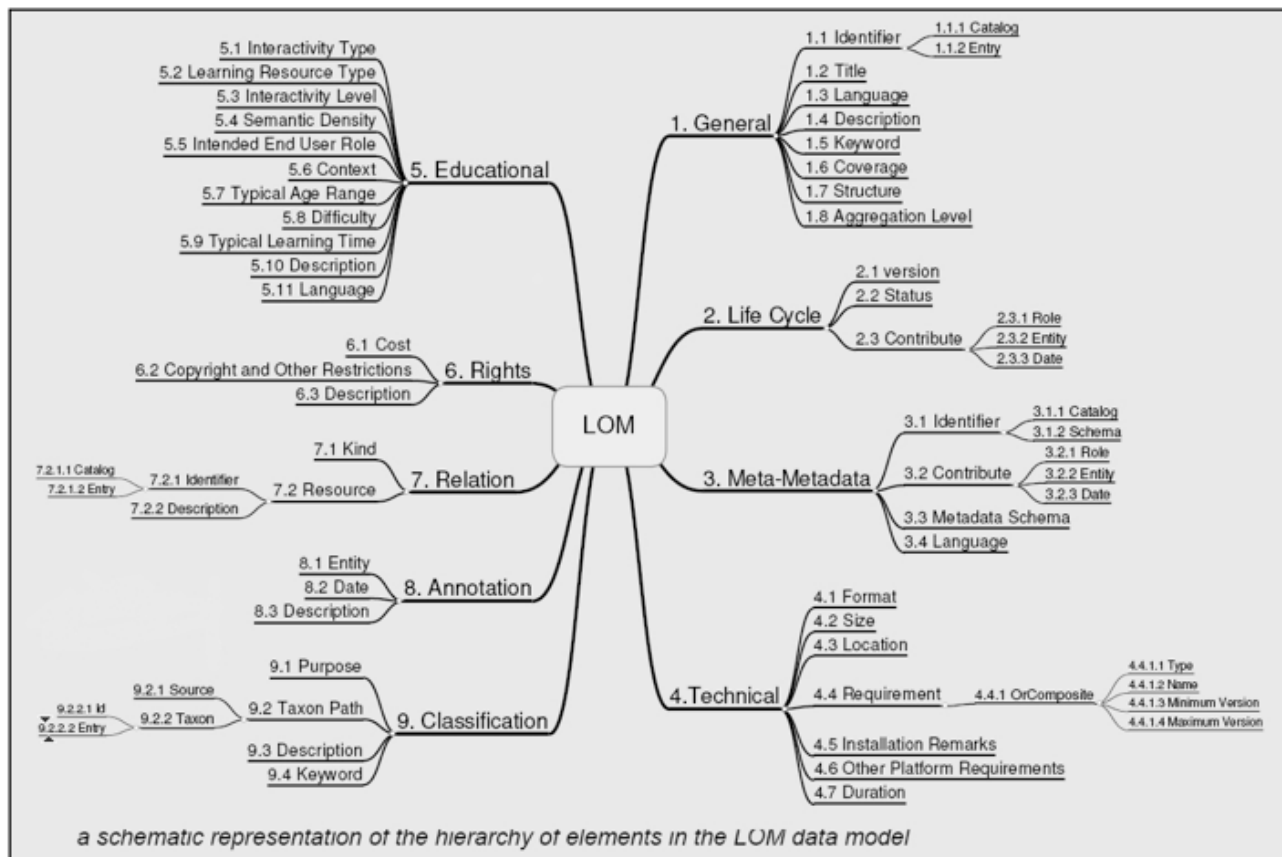 5.1 Interactivity Type
5.2 Learning Resource Type
5.3 Interactivity Level
5.4 Semantic Density
5.5 Intended End User Role
5.6 Context
5.7 Typical Age Range
5.8 Difficulty
5.9 Typical Learning Time
5.10 Description
5.11 Language
5. Educational
6.1 Cost
6.2 Copyright and Other Restrictions
6.3 Description
6. Rights
7.1 Kind
7.2.1.1 Catalog
7.2.1.2 Entry
7.2.1 Identifier
7.2.2 Description
7.2 Resource
7. Relation
8.1 Entity
8.2 Date
8.3 Description
8. Annotation
9.1 Purpose
9.2.1 Source
9.2.2.1 Id
9.2.2.2 Entry
9.2.2 Taxon
9.2 Taxon Path
9.3 Description
9.4 Keyword
9. Classification
LOM
1. General
1.1 Identifier
1.1.1 Catalog
1.1.2 Entry
1.2 Title
1.3 Language
1.4 Description
1.5 Keyword
1.6 Coverage
1.7 Structure
1.8 Aggregation Level
2. Life Cycle
2.1 version
2.2 Status
2.3 Contribute
2.3.1 Role
2.3.2 Entity
2.3.3 Date
3. Meta-Metadata
3.1 Identifier
3.1.1 Catalog
3.1.2 Schema
3.2 Contribute
3.2.1 Role
3.2.2 Entity
3.2.3 Date
3.3 Metadata Schema
3.4 Language
4.Technical
4.1 Format
4.2 Size
4.3 Location
4.4 Requirement
4.4.1 OrComposite
4.4.1.1 Type
4.4.1.2 Name
4.4.1.3 Minimum Version
4.4.1.4 Maximum Version
4.5 Installation Remarks
4.6 Other Platform Requirements
4.7 Duration
a schematic representation of the hierarchy of elements in the LOM data model